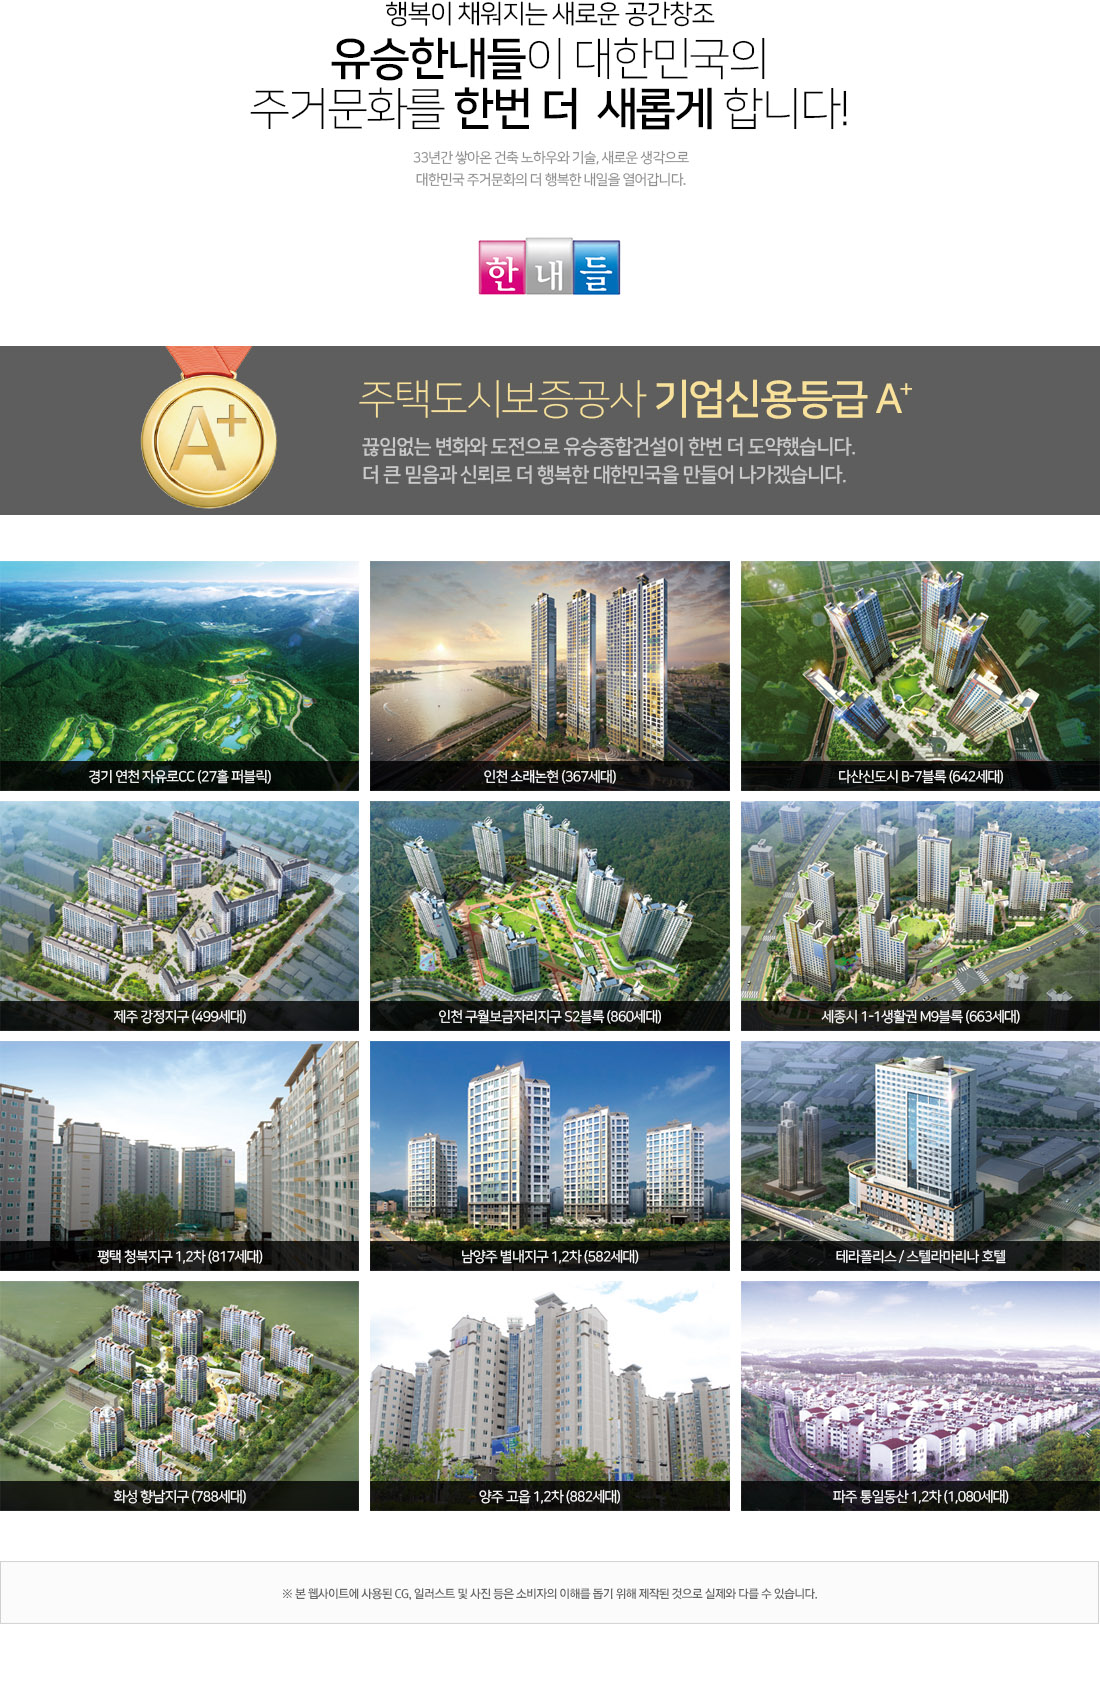 행복이 채워지는 새로운 공간창조
유승한내들이 대한민국의
주거문화를 한번 더 새롭게 합니다!
33년간 쌓아온 건축 노하우와 기술, 새로운 생각으로
대한민국 주거문화의 더 행복한 내일을 열어갑니다.
한내들
A+
주택도시보증공사 기업신용등급 A+
끊임없는 변화와 도전으로 유승종합건설이 한번 더 도약했습니다.
더 큰 믿음과 신뢰로 더 행복한 대한민국을 만들어 나가겠습니다.
경기 연천 자유로CC (27홀 퍼블릭)
인천 소래논현 (367세대)
다산신도시 B-7블록 (642세대)
제주 강정지구 (499세대)
인천 구월보금자리지구 S2블록 (860세대)
세종시 1-1생활권 M9블록 (663세대)
평택 청북지구 1,2차 (817세대)
남양주 별내지구 1,2차 (582세대)
테라폴리스 / 스텔라마리나 호텔
화성 향남지구 (788세대)
양주 고읍 1,2차 (882세대)
파주 통일동산 1,2차 (1,080세대)
※ 본 웹사이트에 사용된 CG, 일러스트 및 사진 등은 소비자의 이해를 돕기 위해 제작된 것으로 실제와 다를 수 있습니다.